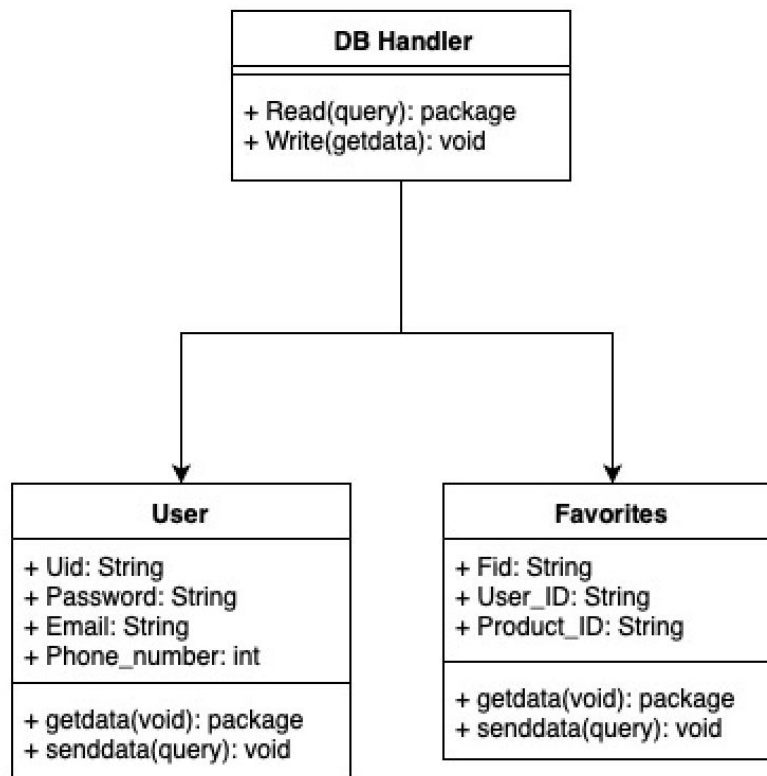 DB Handler
+ Read(query): package
+ Write(getdata): void
User
+ Uid: String
+ Password: String
+ Email: String
+ Phone_number: int
+ getdata(void): package
+ senddata(query): void
Favorites
+ Fid: String
+ User_ID: String
+ Product_ID: String
+ getdata(void): package
+ senddata(query): void